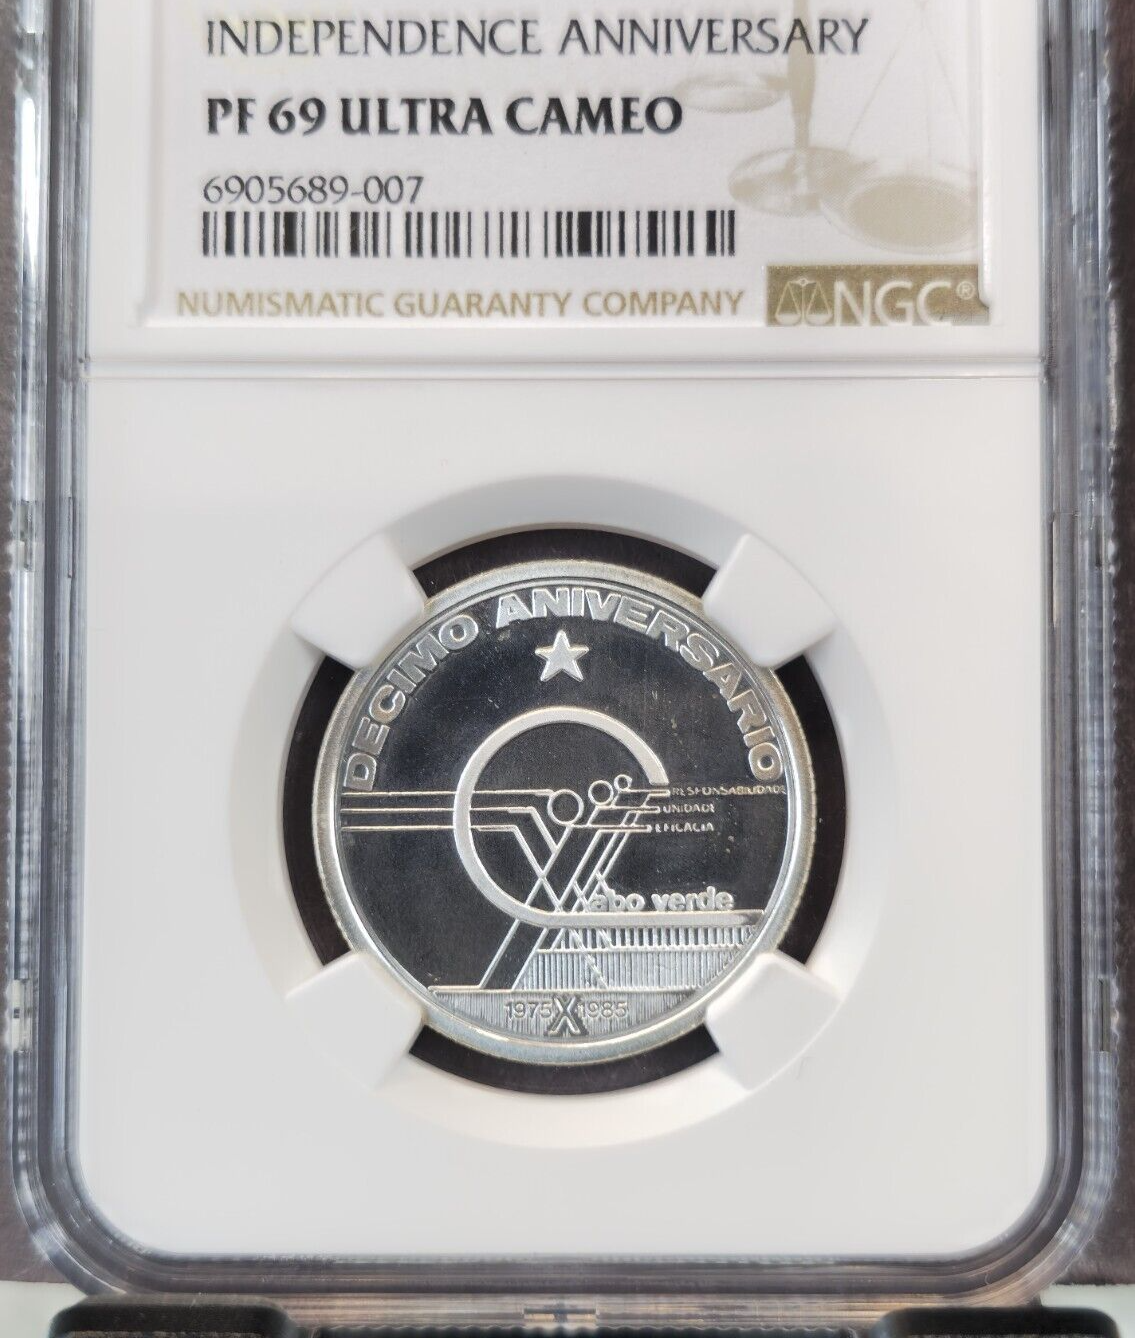 INDEPENDENCE ANNIVERSARY
PF 69 ULTRA CAMEO
6905689-007
NUMISMATIC GUARANTY COMPANY
NGC®
DECIMO ANIVERSARIO
RESPONSABILIDADE
UNIDADE
EFICACIA
abo verde
1975 X 1985